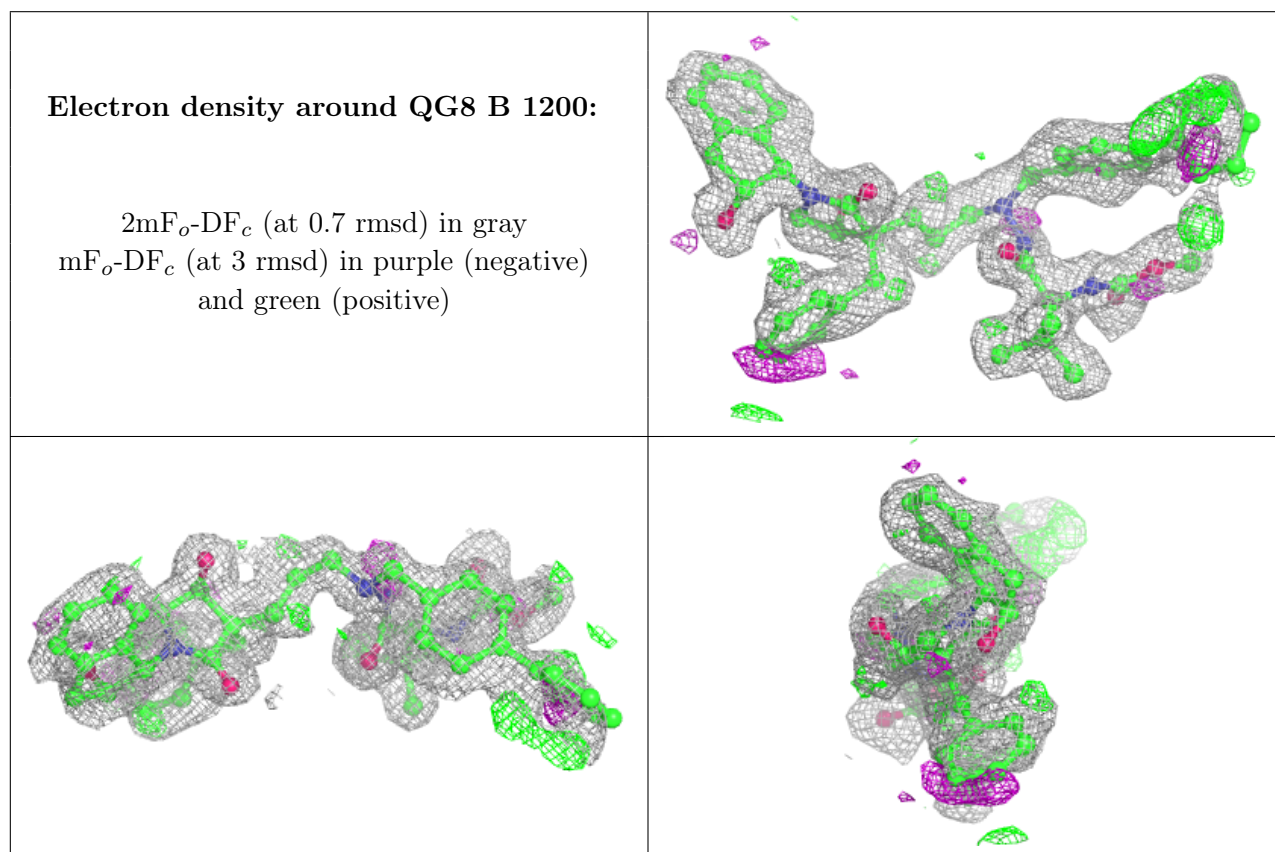 Electron density around QG8 B 1200:
2mFo-DFc (at 0.7 rmsd) in gray
mFo-DFc (at 3 rmsd) in purple (negative)
and green (positive)